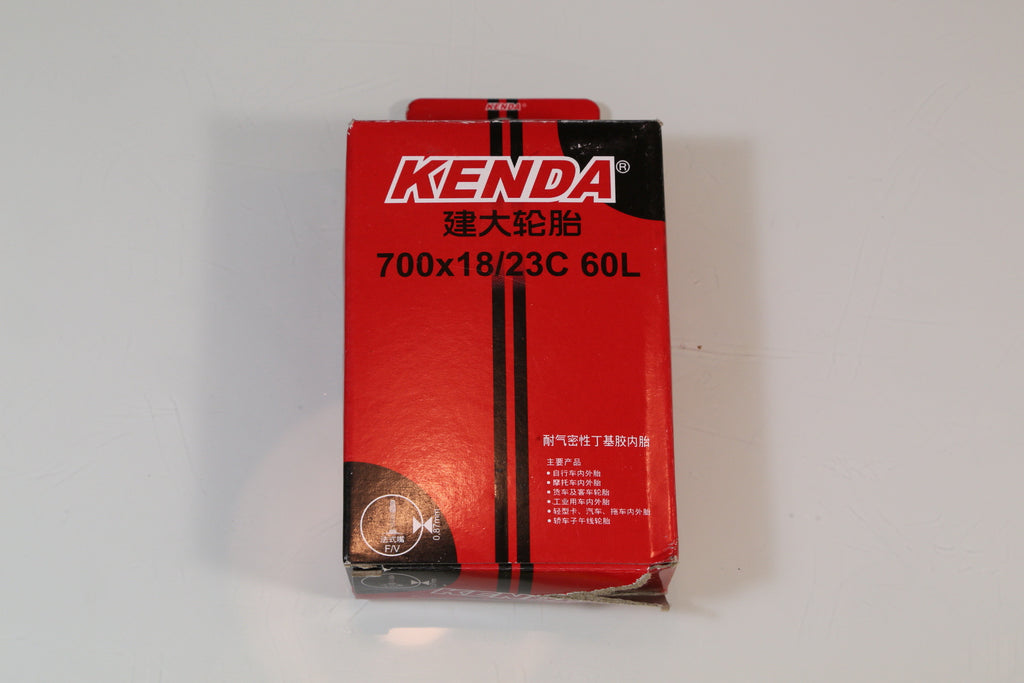 KENDA®
KENDA®
建大轮胎
700x18/23C 60L
耐气密性丁基胶内胎
主要产品
• 自行车内外胎
• 摩托车内外胎
• 货车及客车轮胎
• 工业用车内外胎
• 轻型卡、汽车、拖车内外胎
• 轿车子午线轮胎
法式嘴
F/V
0.87mm
KENDA